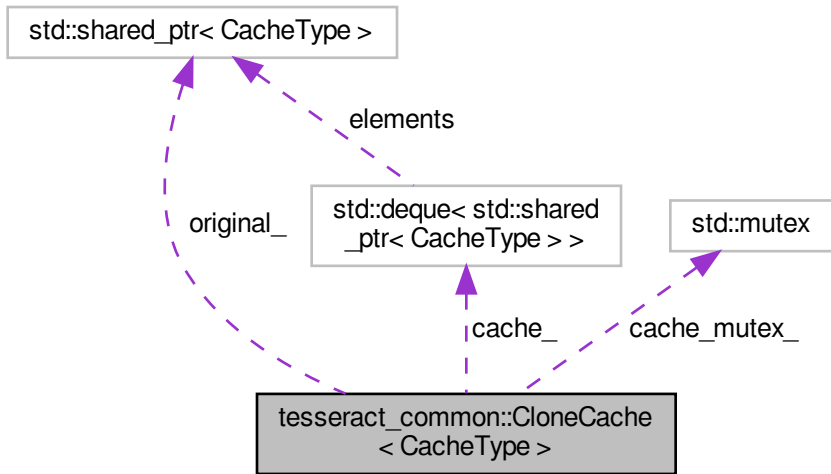 std::shared_ptr< CacheType >
elements
original_
std::deque< std::shared
_ptr< CacheType > >
std::mutex
cache_
cache_mutex_
tesseract_common::CloneCache
< CacheType >